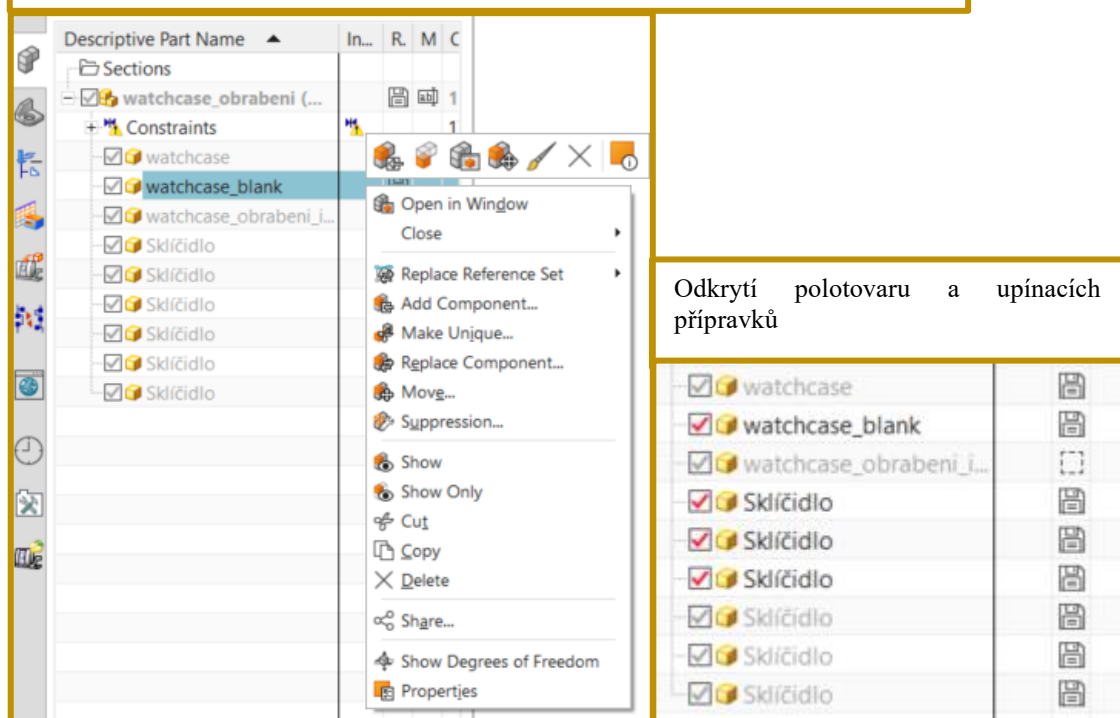 Descriptive Part Name In... R. M C
Sections
watchcase_obrabeni (... 1
Constraints 1
watchcase
watchcase_blank
watchcase_obrabeni_i...
Sklíčidlo
Sklíčidlo
Sklíčidlo
Sklíčidlo
Sklíčidlo
Sklíčidlo
Open in Window
Close
Replace Reference Set
Add Component...
Make Unique...
Replace Component...
Move...
Suppression...
Show
Show Only
Cut
Copy
Delete
Share...
Show Degrees of Freedom
Properties
Odkrytí polotovaru a upínacích
přípravků
watchcase
watchcase_blank
watchcase_obrabeni_i...
Sklíčidlo
Sklíčidlo
Sklíčidlo
Sklíčidlo
Sklíčidlo
Sklíčidlo